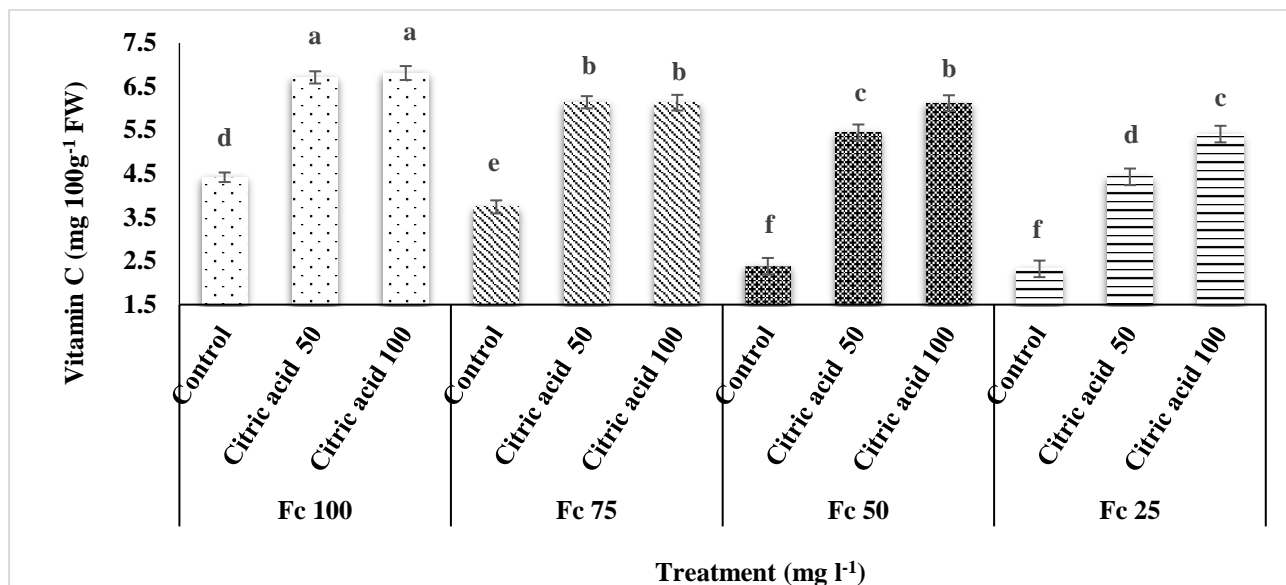 Vitamin C (mg 100g-1 FW)
7.5
6.5
5.5
4.5
3.5
2.5
1.5
d
a
a
e
b
b
f
c
b
f
d
c
Control
Citric acid 50
Citric acid 100
Control
Citric acid 50
Citric acid 100
Control
Citric acid 50
Citric acid 100
Control
Citric acid 50
Citric acid 100
Fc 100
Fc 75
Fc 50
Fc 25
Treatment (mg l-1)